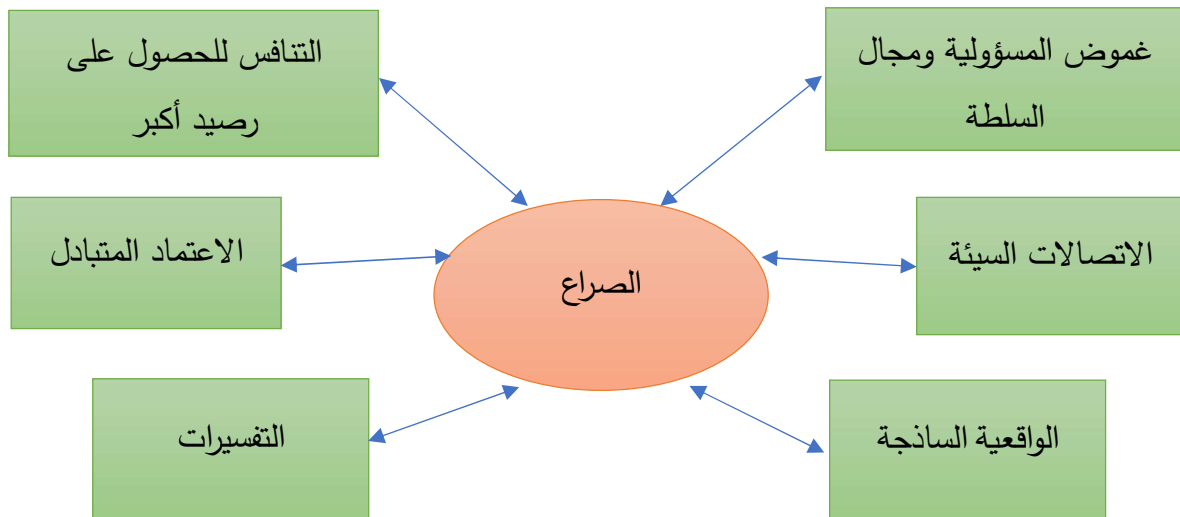 غموض المسؤولية ومجال
السلطة
التنافس للحصول على
رصيد أكبر
الاتصالات السيئة
الصراع
الاعتماد المتبادل
الواقعية الساذجة
التفسيرات